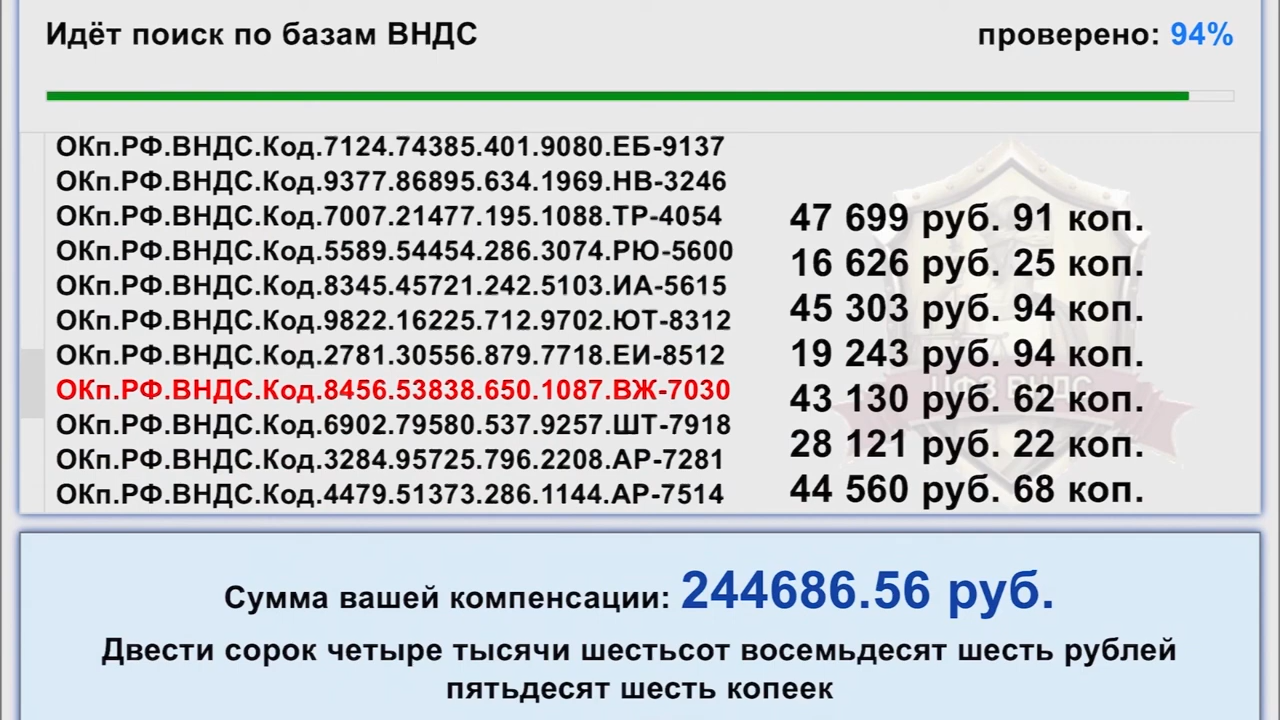 Идёт поиск по базам ВНДС
проверено: 94%
ОКп.РФ.ВНДС.Код.7124.74385.401.9080.ЕБ-9137
ОКп.РФ.ВНДС.Код.9377.86895.634.1969.НВ-3246
ОКп.РФ.ВНДС.Код.7007.21477.195.1088.ТР-4054
ОКп.РФ.ВНДС.Код.5589.54454.286.3074.РЮ-5600
ОКп.РФ.ВНДС.Код.8345.45721.242.5103.ИА-5615
ОКп.РФ.ВНДС.Код.9822.16225.712.9702.ЮТ-8312
ОКп.РФ.ВНДС.Код.2781.30556.879.7718.ЕИ-8512
ОКп.РФ.ВНДС.Код.8456.53838.650.1087.ВЖ-7030
ОКп.РФ.ВНДС.Код.6902.79580.537.9257.ШТ-7918
ОКп.РФ.ВНДС.Код.3284.95725.796.2208.АР-7281
ОКп.РФ.ВНДС.Код.4479.51373.286.1144.АР-7514
47 699 руб. 91 коп.
16 626 руб. 25 коп.
45 303 руб. 94 коп.
19 243 руб. 94 коп.
43 130 руб. 62 коп.
28 121 руб. 22 коп.
44 560 руб. 68 коп.
ЦФЗ ВНДС
Сумма вашей компенсации: 244686.56 руб.
Двести сорок четыре тысячи шестьсот восемьдесят шесть рублей
пятьдесят шесть копеек